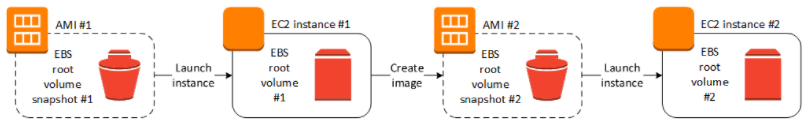 AMI #1
EBS
root
volume
snapshot #1
Launch
instance
EC2 instance #1
EBS
root
volume
#1
Create
image
AMI #2
EBS
root
volume
snapshot #2
Launch
instance
EC2 instance #2
EBS
root
volume
#2